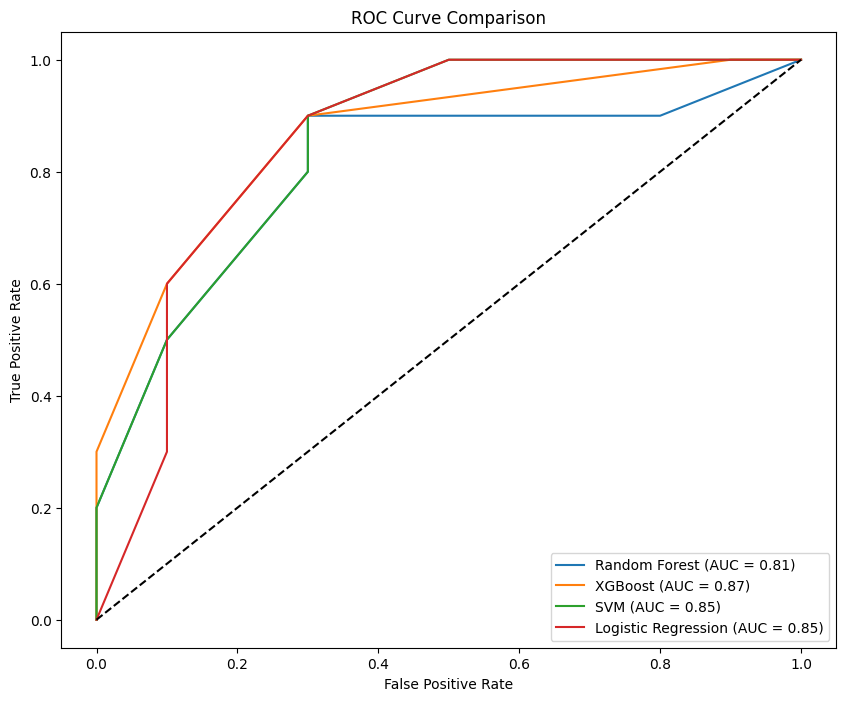 ROC Curve Comparison
True Positive Rate
1.0
0.8
0.6
0.4
0.2
0.0
Random Forest (AUC = 0.81)
XGBoost (AUC = 0.87)
SVM (AUC = 0.85)
Logistic Regression (AUC = 0.85)
0.0 0.2 0.4 0.6 0.8 1.0
False Positive Rate